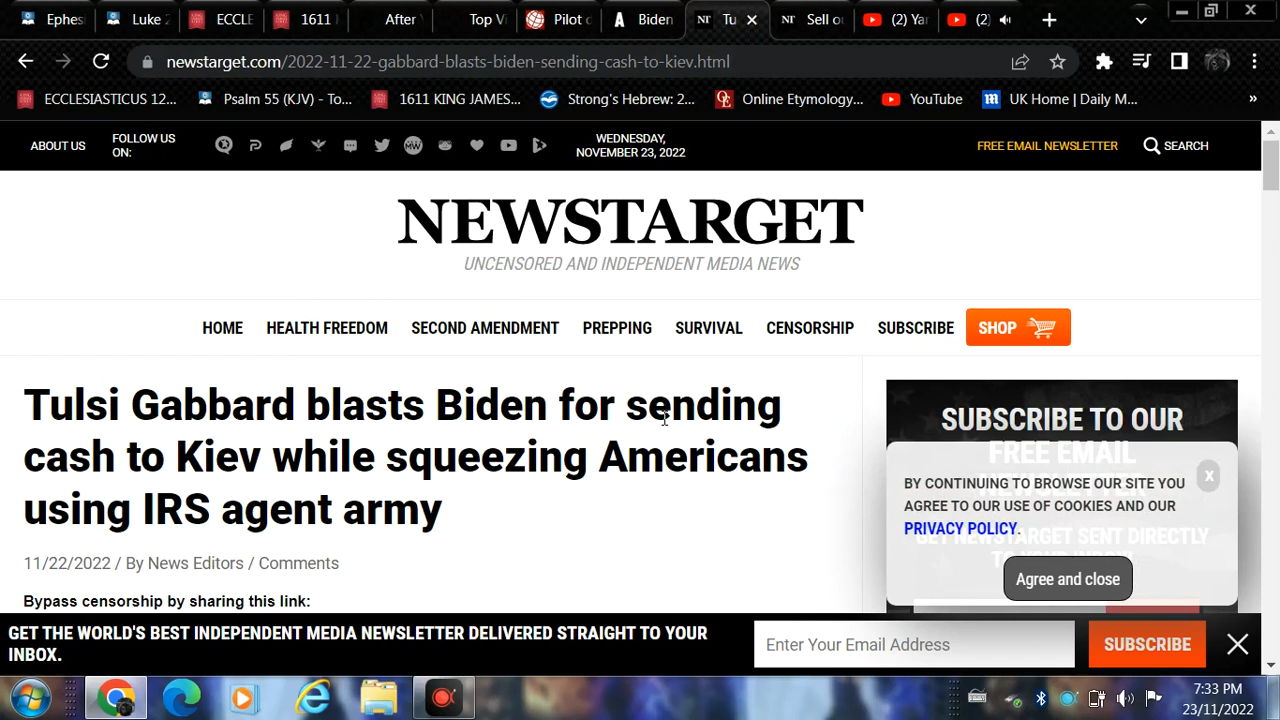 Ephes
Luke 2
ECCLE
1611
After
Top V
Pilot o
Biden
Tu
Sell ou
(2) Yar
(2)
newstarget.com/2022-11-22-gabbard-blasts-biden-sending-cash-to-kiev.html
ECCLESIASTICUS 12...
Psalm 55 (KJV) - To...
1611 KING JAMES...
Strong's Hebrew: 2...
Online Etymology...
YouTube
UK Home | Daily M...
»
ABOUT US
FOLLOW US
ON:
WEDNESDAY,
NOVEMBER 23, 2022
FREE EMAIL NEWSLETTER
SEARCH
NEWSTARGET
UNCENSORED AND INDEPENDENT MEDIA NEWS
HOME
HEALTH FREEDOM
SECOND AMENDMENT
PREPPING
SURVIVAL
CENSORSHIP
SUBSCRIBE
SHOP
Tulsi Gabbard blasts Biden for sending
cash to Kiev while squeezing Americans
using IRS agent army
11/22/2022 / By News Editors / Comments
Bypass censorship by sharing this link:
SUBSCRIBE TO OUR
FREE EMAIL
BY CONTINUING TO BROWSE OUR SITE YOU
AGREE TO OUR USE OF COOKIES AND OUR
PRIVACY POLICY.
X
GET NEWSTARGET SENT DIRECTLY
Agree and close
GET THE WORLD'S BEST INDEPENDENT MEDIA NEWSLETTER DELIVERED STRAIGHT TO YOUR
INBOX.
Enter Your Email Address
SUBSCRIBE
7:33 PM
23/11/2022